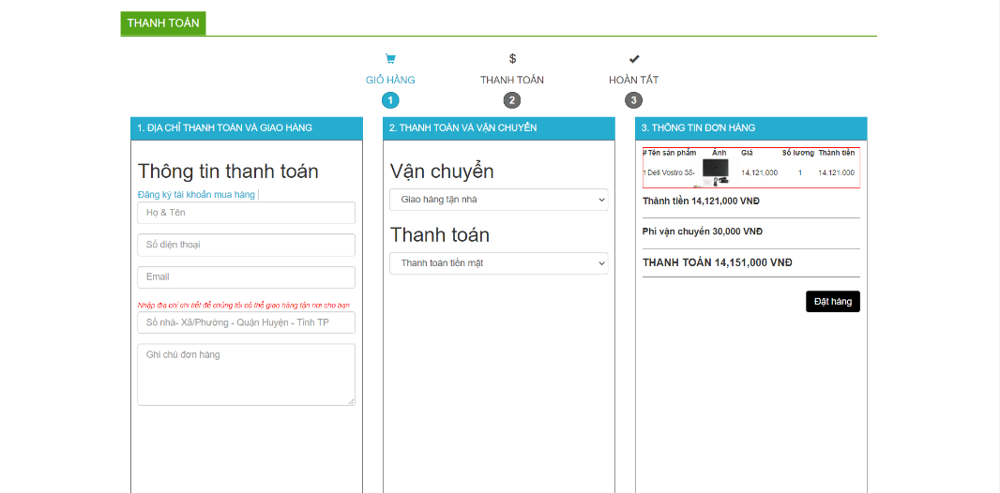 THANH TOÁN
GIỎ HÀNG
THANH TOÁN
HOÀN TẤT
1
2
3
1. ĐỊA CHỈ THANH TOÁN VÀ GIAO HÀNG
Thông tin thanh toán
Đăng ký tài khoản mua hàng |
Họ & Tên
Số điện thoại
Email
Nhập địa chỉ chi tiết để chúng tôi có thể giao hàng tận nơi cho bạn
Số nhà- Xã/Phường - Quận Huyện - Tỉnh TP
Ghi chú đơn hàng
2. THANH TOÁN VÀ VẬN CHUYỂN
Vận chuyển
Giao hàng tận nhà
Thanh toán
Thanh toán tiền mặt
3. THÔNG TIN ĐƠN HÀNG
# Tên sản phẩm Ảnh Giá Số lượng Thành tiền
1 Dell Vostro 35- 14,121,000 1 14.121.000
Thành tiền 14,121,000 VNĐ
Phí vận chuyển 30,000 VNĐ
THANH TOÁN 14,151,000 VNĐ
Đặt hàng